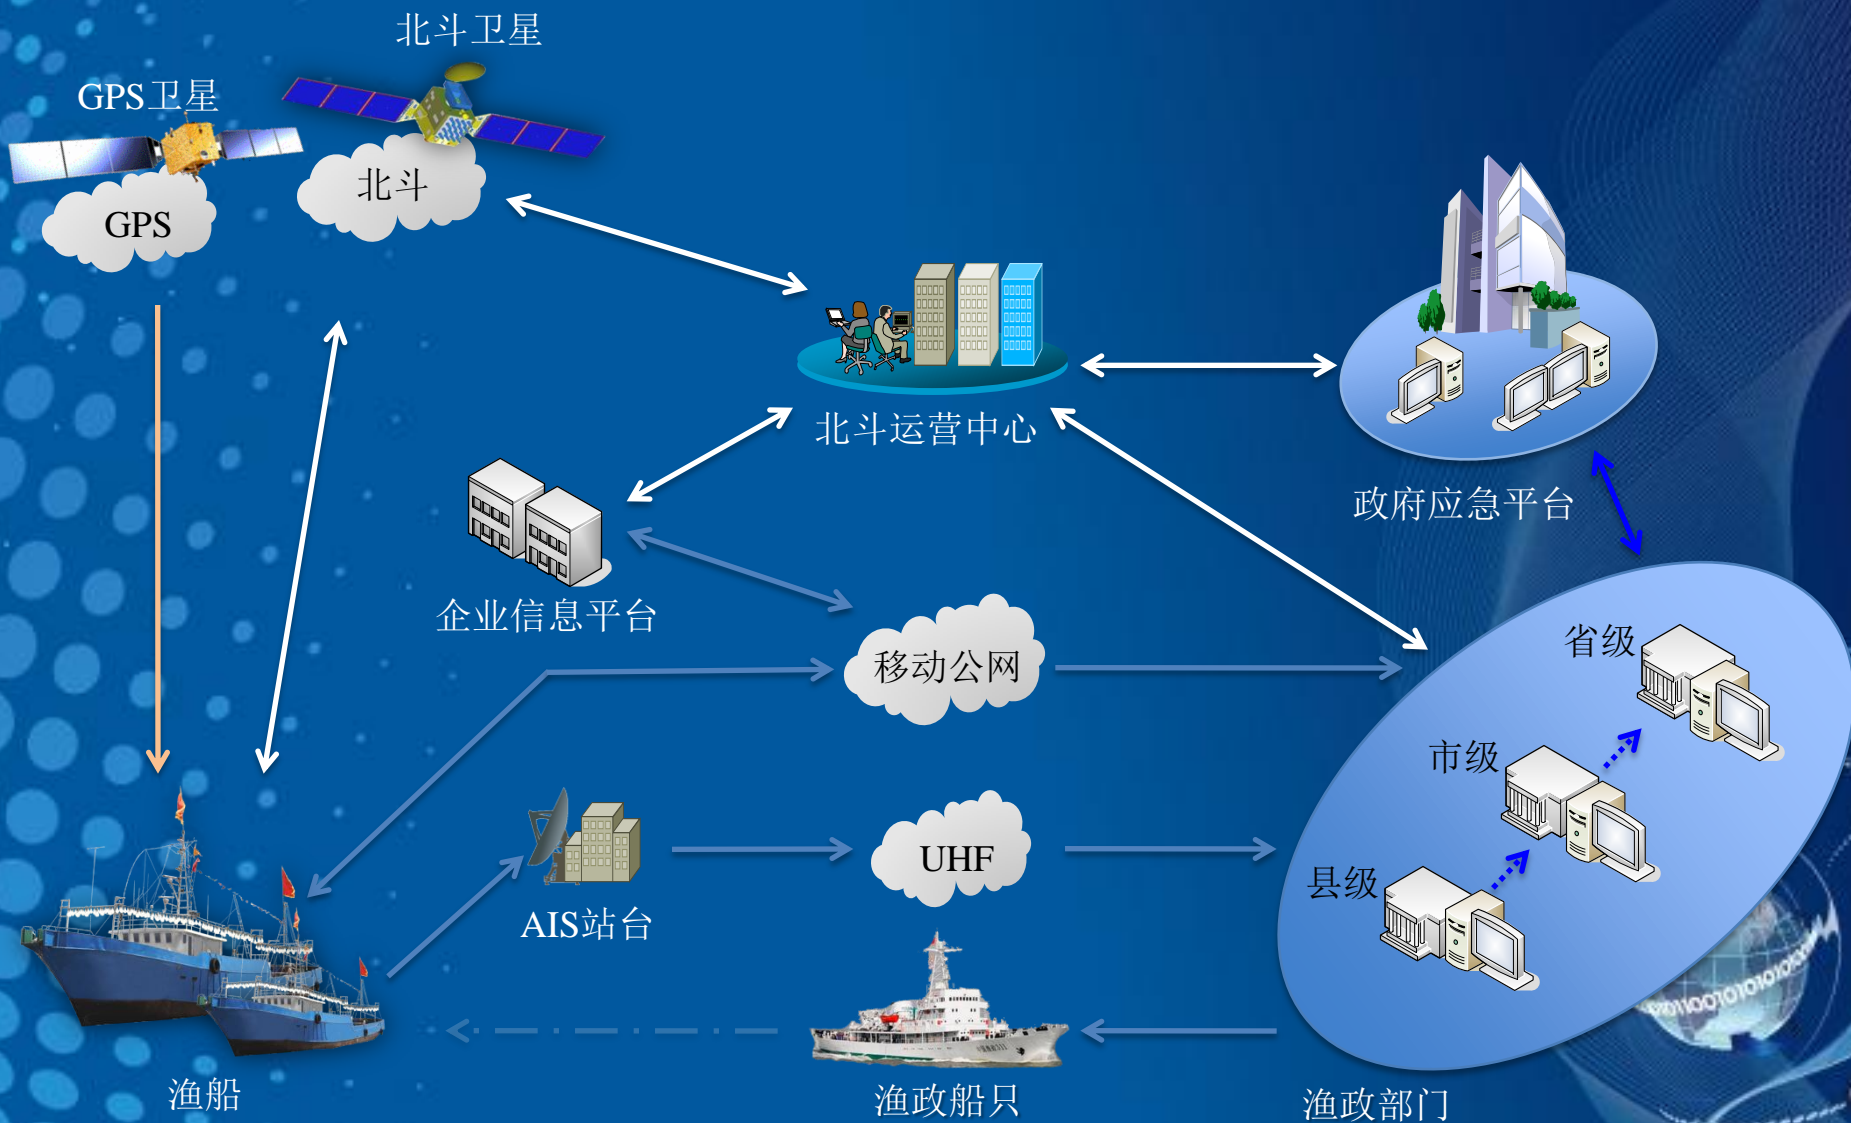 北斗卫星
GPS卫星
北斗
GPS
北斗运营中心
政府应急平台
企业信息平台
移动公网
省级
市级
UHF
县级
AIS站台
渔船
渔政船只
渔政部门